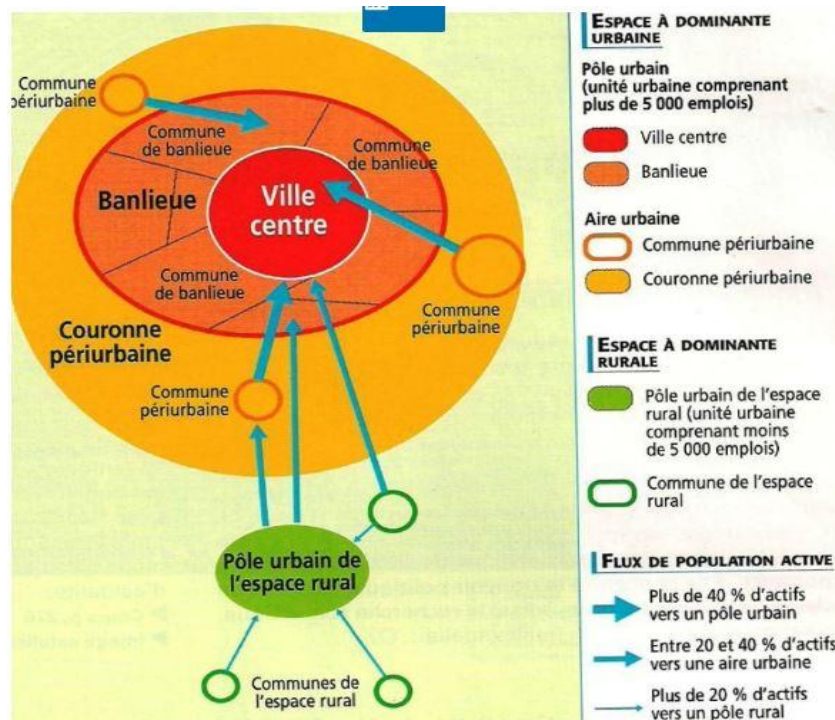 Commune
périurbaine
Commune
de banlieue
Commune
de banlieue
Banlieue
Ville
centre
Commune
de banlieue
Couronne
périurbaine
Commune
périurbaine
Commune
périurbaine
Pôle urbain de
l'espace rural
Communes de
l'espace rural
ESPACE À DOMINANTE
URBAINE
Pôle urbain
(unité urbaine comprenant
plus de 5 000 emplois)
Ville centre
Banlieue
Aire urbaine
Commune périurbaine
Couronne périurbaine
ESPACE À DOMINANTE
RURALE
Pôle urbain de l'espace
rural (unité urbaine
comprenant moins
de 5 000 emplois)
Commune de l'espace
rural
FLUX DE POPULATION ACTIVE
Plus de 40 % d'actifs
vers un pôle urbain
Entre 20 et 40 % d'actifs
vers une aire urbaine
Plus de 20 % d'actifs
vers un pôle rural